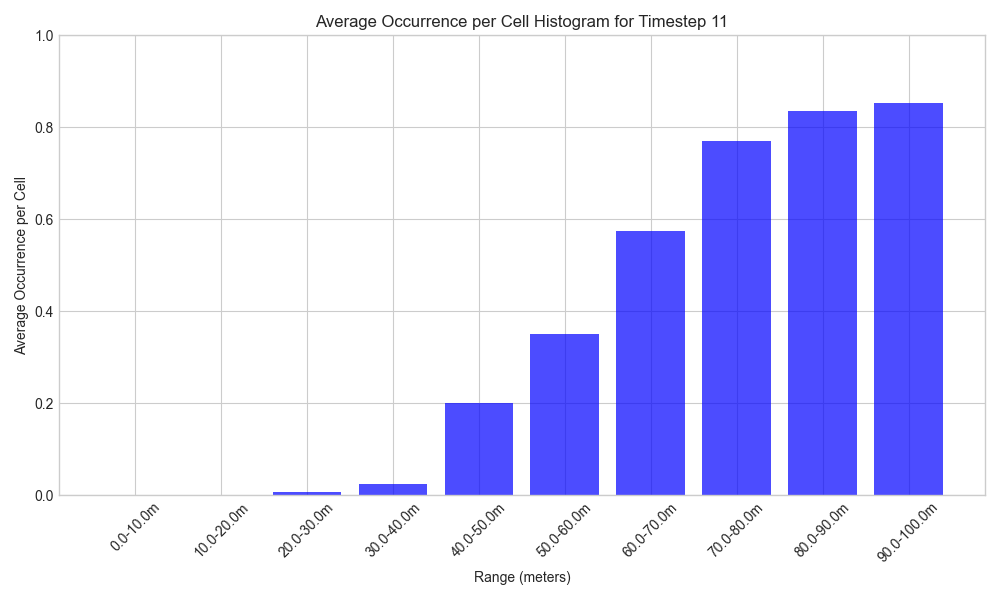 Average Occurrence per Cell Histogram for Timestep 11
Average Occurrence per Cell
1.0
0.8
0.6
0.4
0.2
0.0
0.0-10.0m
10.0-20.0m
20.0-30.0m
30.0-40.0m
40.0-50.0m
50.0-60.0m
60.0-70.0m
70.0-80.0m
80.0-90.0m
90.0-100.0m
Range (meters)